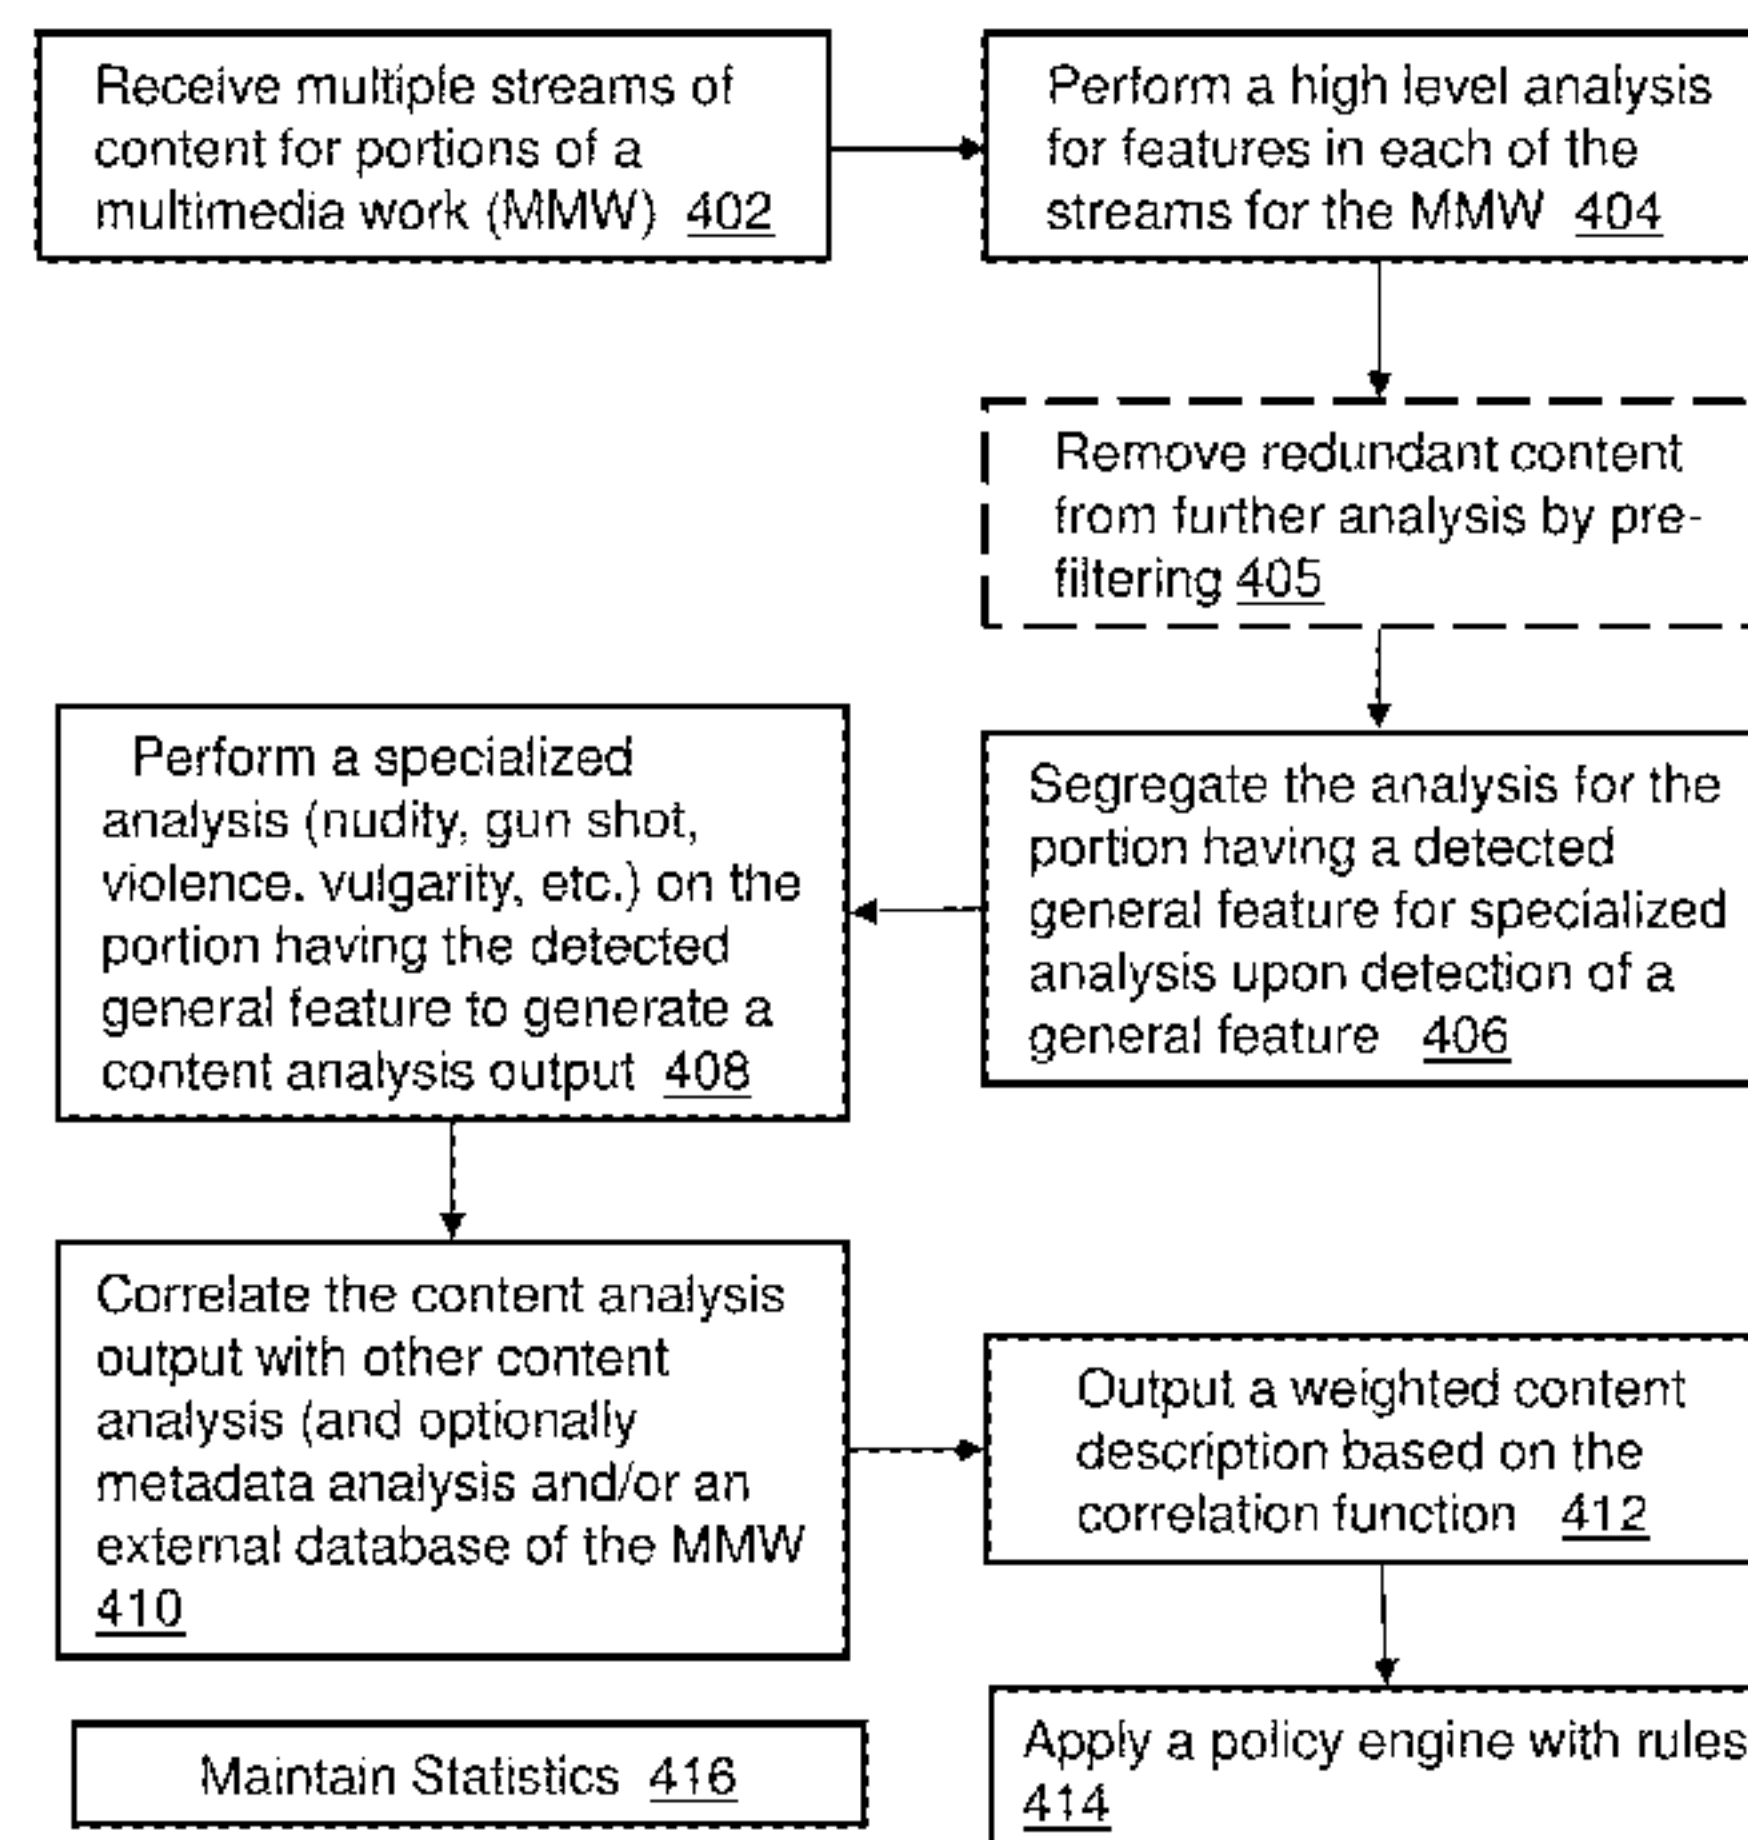 Receive multiple streams of
content for portions of a
multimedia work (MMW) 402
Perform a high level analysis
for features in each of the
streams for the MMW 404
Remove redundant content
from further analysis by pre-
filtering 405
Segregate the analysis for the
portion having a detected
general feature for specialized
analysis upon detection of a
general feature 406
Perform a specialized
analysis (nudity, gun shot,
violence. vulgarity, etc.) on the
portion having the detected
general feature to generate a
content analysis output 408
Correlate the content analysis
output with other content
analysis (and optionally
metadata analysis and/or an
external database of the MMW
410
Output a weighted content
description based on the
correlation function 412
Apply a policy engine with rules
414
Maintain Statistics 416